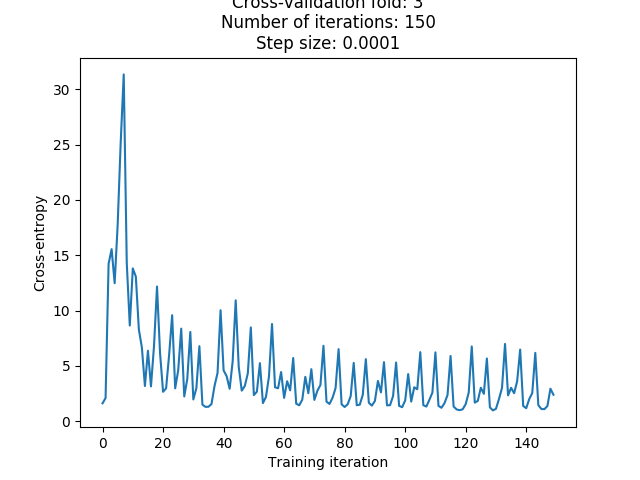 Cross-validation fold: 3
Number of iterations: 150
Step size: 0.0001
30
25
20
15
10
5
0
Cross-entropy
0 20 40 60 80 100 120 140
Training iteration